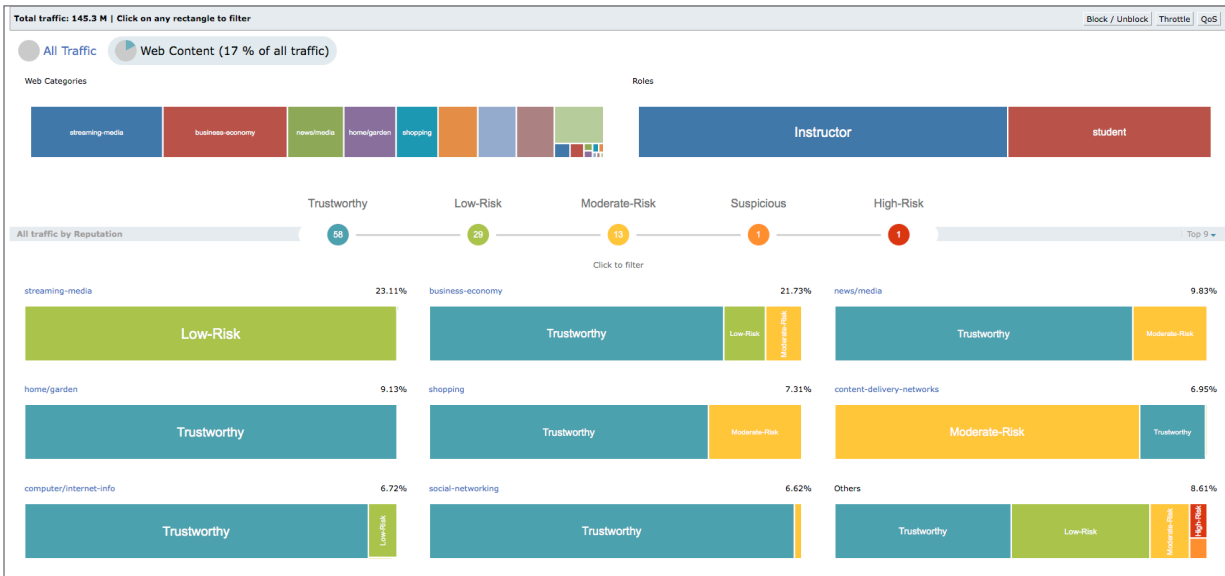 Total traffic: 145.3 M | Click on any rectangle to filter
Block / Unblock
Throttle
QoS
All Traffic
Web Content (17 % of all traffic)
Web Categories
streaming-media
business-economy
news/media
home/garden
shopping
Roles
Instructor
student
Trustworthy
Low-Risk
Moderate-Risk
Suspicious
High-Risk
All traffic by Reputation
58
29
13
1
1
Top 9
Click to filter
streaming-media 23.11%
Low-Risk
business-economy 21.73%
Trustworthy
Low-Risk
Moderate-Risk
news/media 9.83%
Trustworthy
Moderate-Risk
home/garden 9.13%
Trustworthy
shopping 7.31%
Trustworthy
Moderate-Risk
content-delivery-networks 6.95%
Moderate-Risk
Trustworthy
computer/internet-info 6.72%
Trustworthy
Low-Risk
social-networking 6.62%
Trustworthy
Others 8.61%
Trustworthy
Low-Risk
Moderate-Risk
High-Risk